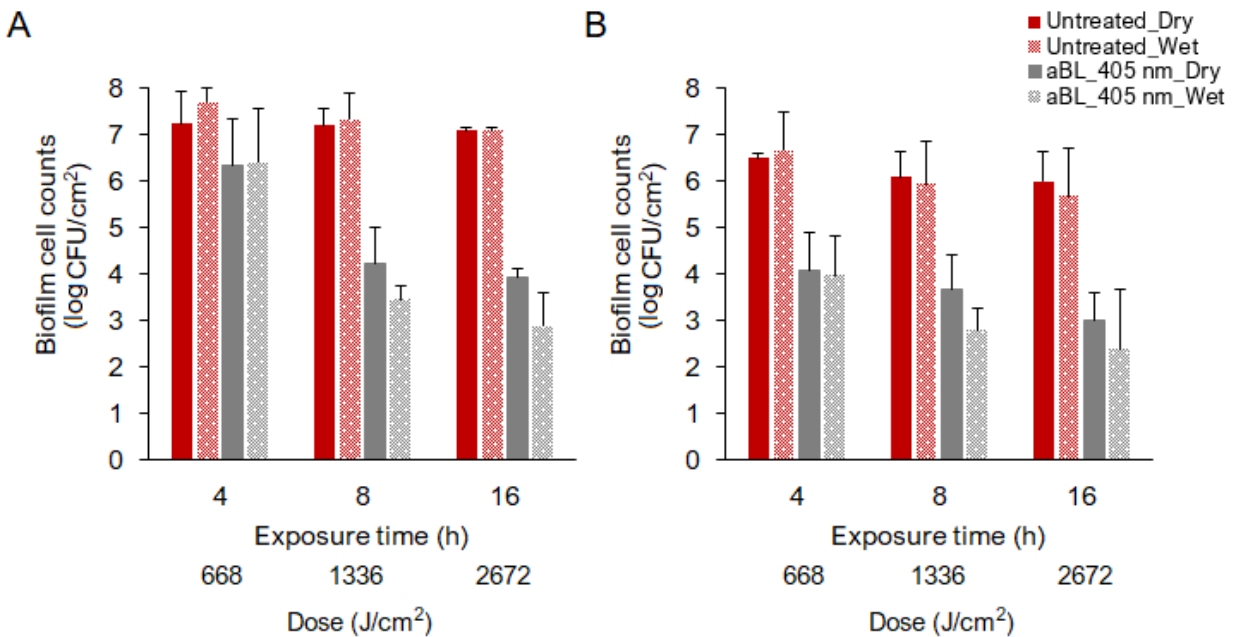 A
B
Untreated_Dry
Untreated_Wet
aBL_405 nm_Dry
aBL_405 nm_Wet
Biofilm cell counts
(log CFU/cm²)
8
7
6
5
4
3
2
1
0
4 8 16
Exposure time (h)
668 1336 2672
Dose (J/cm²)
Biofilm cell counts
(log CFU/cm²)
8
7
6
5
4
3
2
1
0
4 8 16
Exposure time (h)
668 1336 2672
Dose (J/cm²)